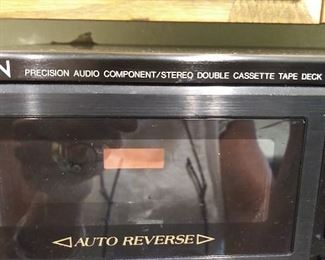 N PRECISION AUDIO COMPONENT/STEREO DOUBLE CASSETTE TAPE DECK
◁ AUTO REVERSE ▷